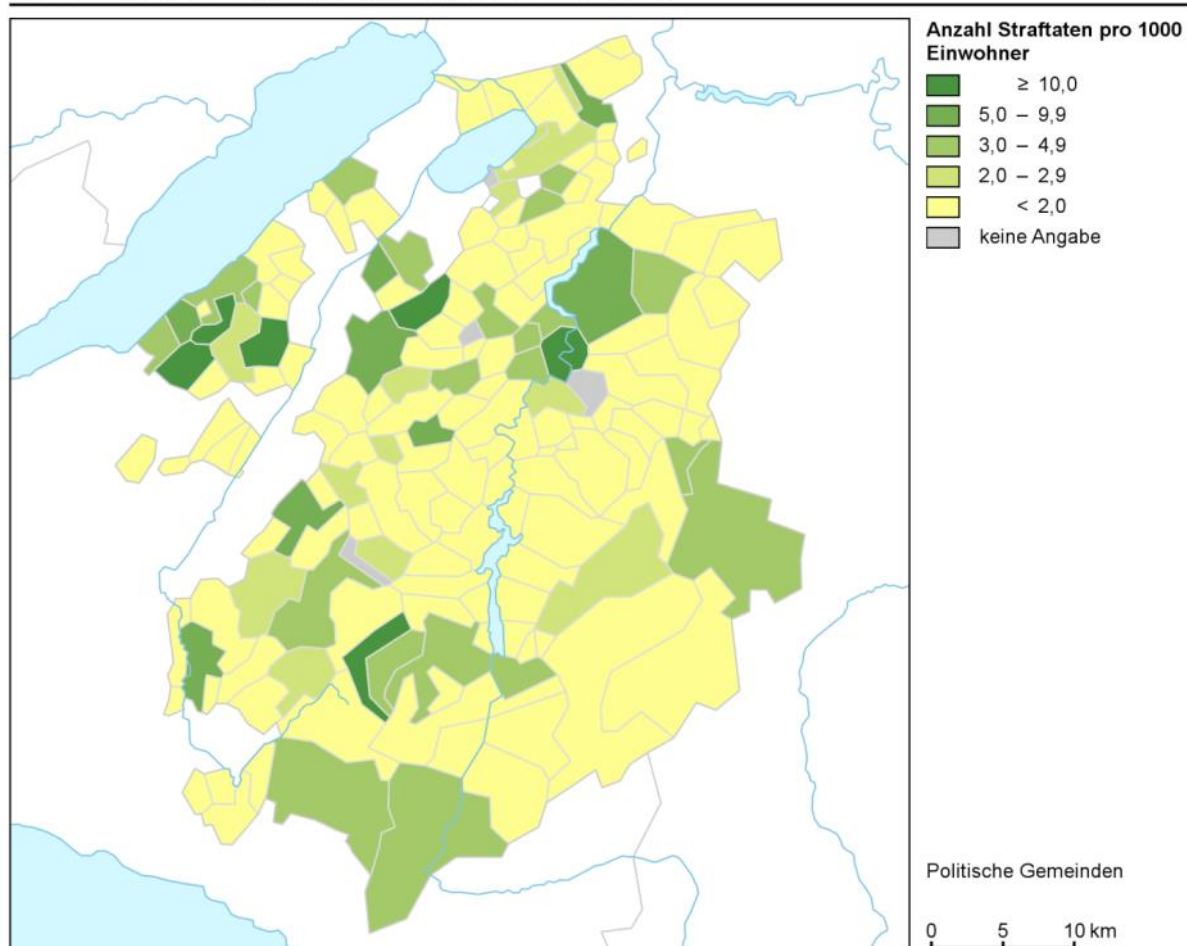 Anzahl Straftaten pro 1000
Einwohner
≥ 10,0
5,0 – 9,9
3,0 – 4,9
2,0 – 2,9
< 2,0
keine Angabe
Politische Gemeinden
0 5 10 km